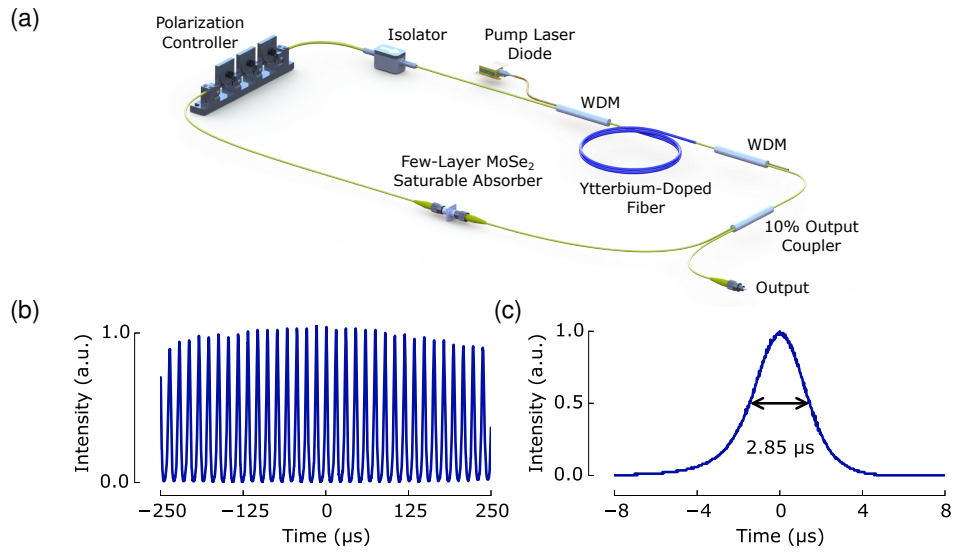 (a)
Polarization
Controller
Isolator
Pump Laser
Diode
WDM
WDM
Few-Layer MoSe₂
Saturable Absorber
Ytterbium-Doped
Fiber
10% Output
Coupler
Output
(b)
Intensity (a.u.)
1.0
0.0
−250
−125
0
125
250
Time (µs)
(c)
Intensity (a.u.)
1.0
0.5
0.0
2.85 µs
−8
−4
0
4
8
Time (µs)